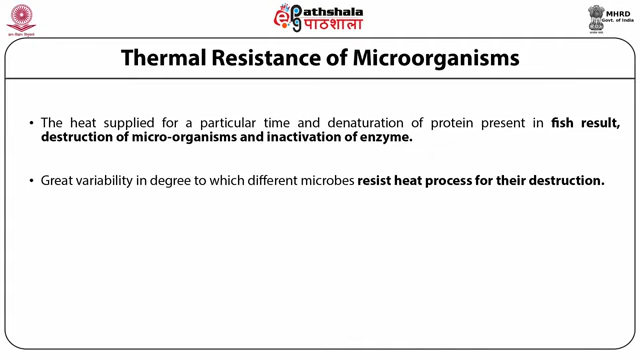 ePathshala
पाठशाला
MHRD
Govt. of India
Thermal Resistance of Microorganisms
• The heat supplied for a particular time and denaturation of protein present in fish result,
destruction of micro-organisms and inactivation of enzyme.
• Great variability in degree to which different microbes resist heat process for their destruction.